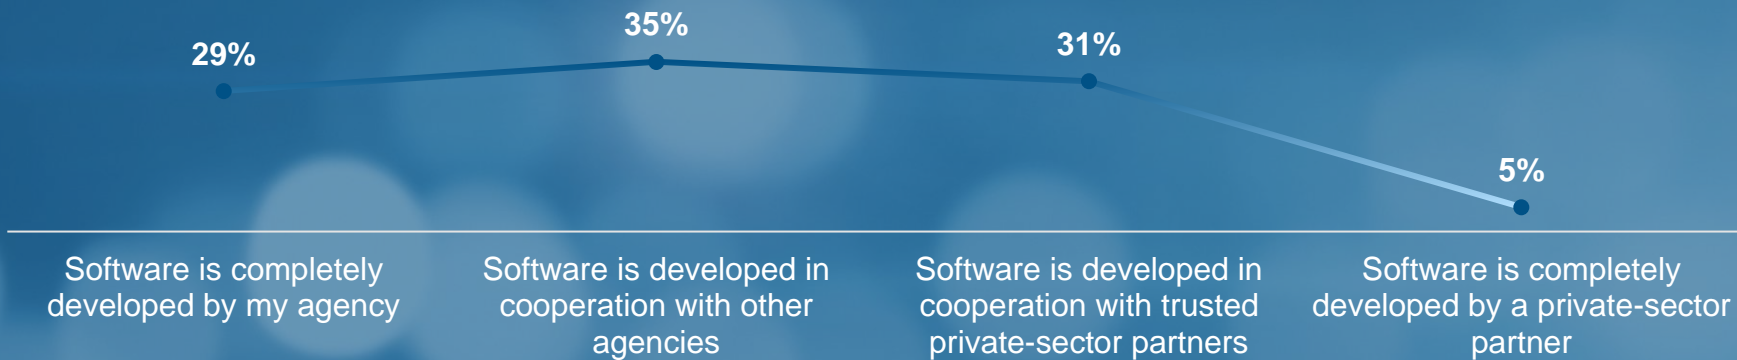 29%
35%
31%
5%
Software is completely
developed by my agency
Software is developed in
cooperation with other
agencies
Software is developed in
cooperation with trusted
private-sector partners
Software is completely
developed by a private-sector
partner